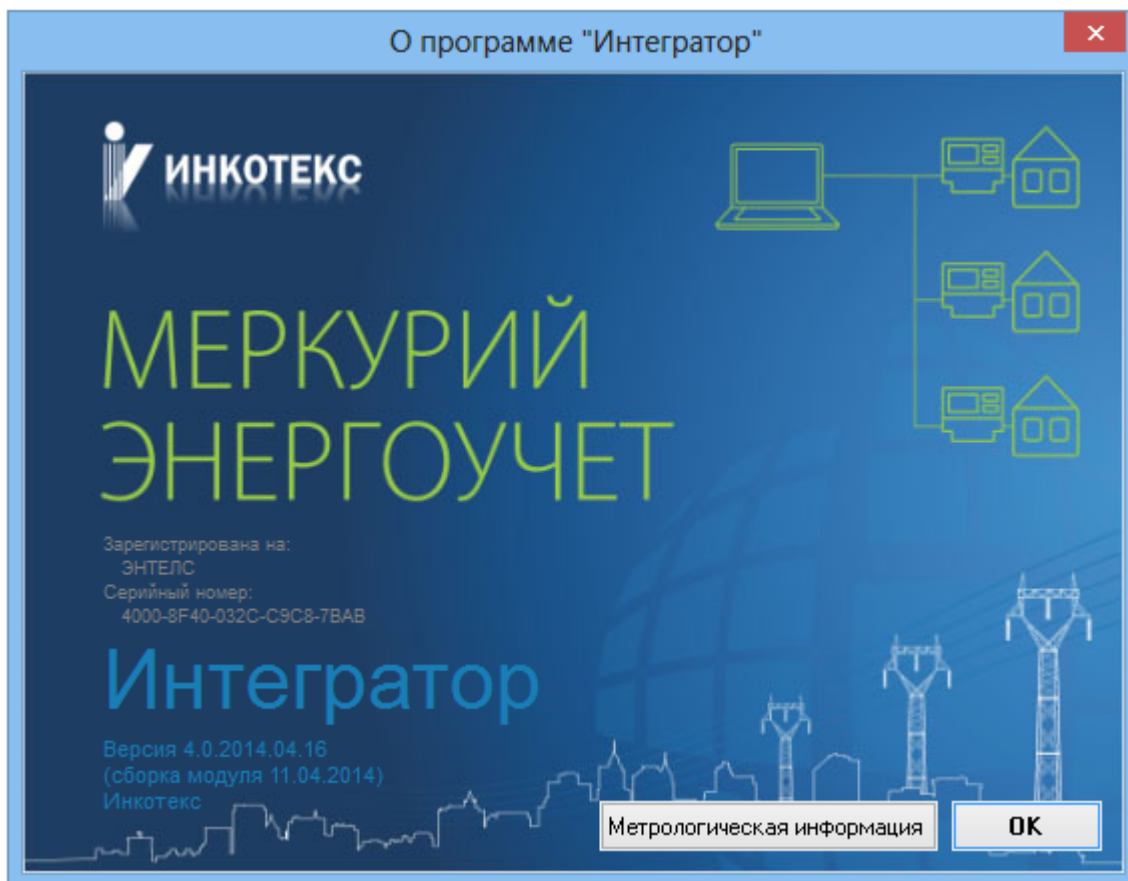 О программе "Интегратор"
ИНКОТЕКС
МЕРКУРИЙ
ЭНЕРГОУЧЕТ
Зарегистрирована на:
ЭНТЕЛС
Серийный номер:
4000-8F40-032C-C9C8-7BAB
Интегратор
Версия 4.0.2014.04.16
(сборка модуля 11.04.2014)
Инкотекс
Метрологическая информация
OK